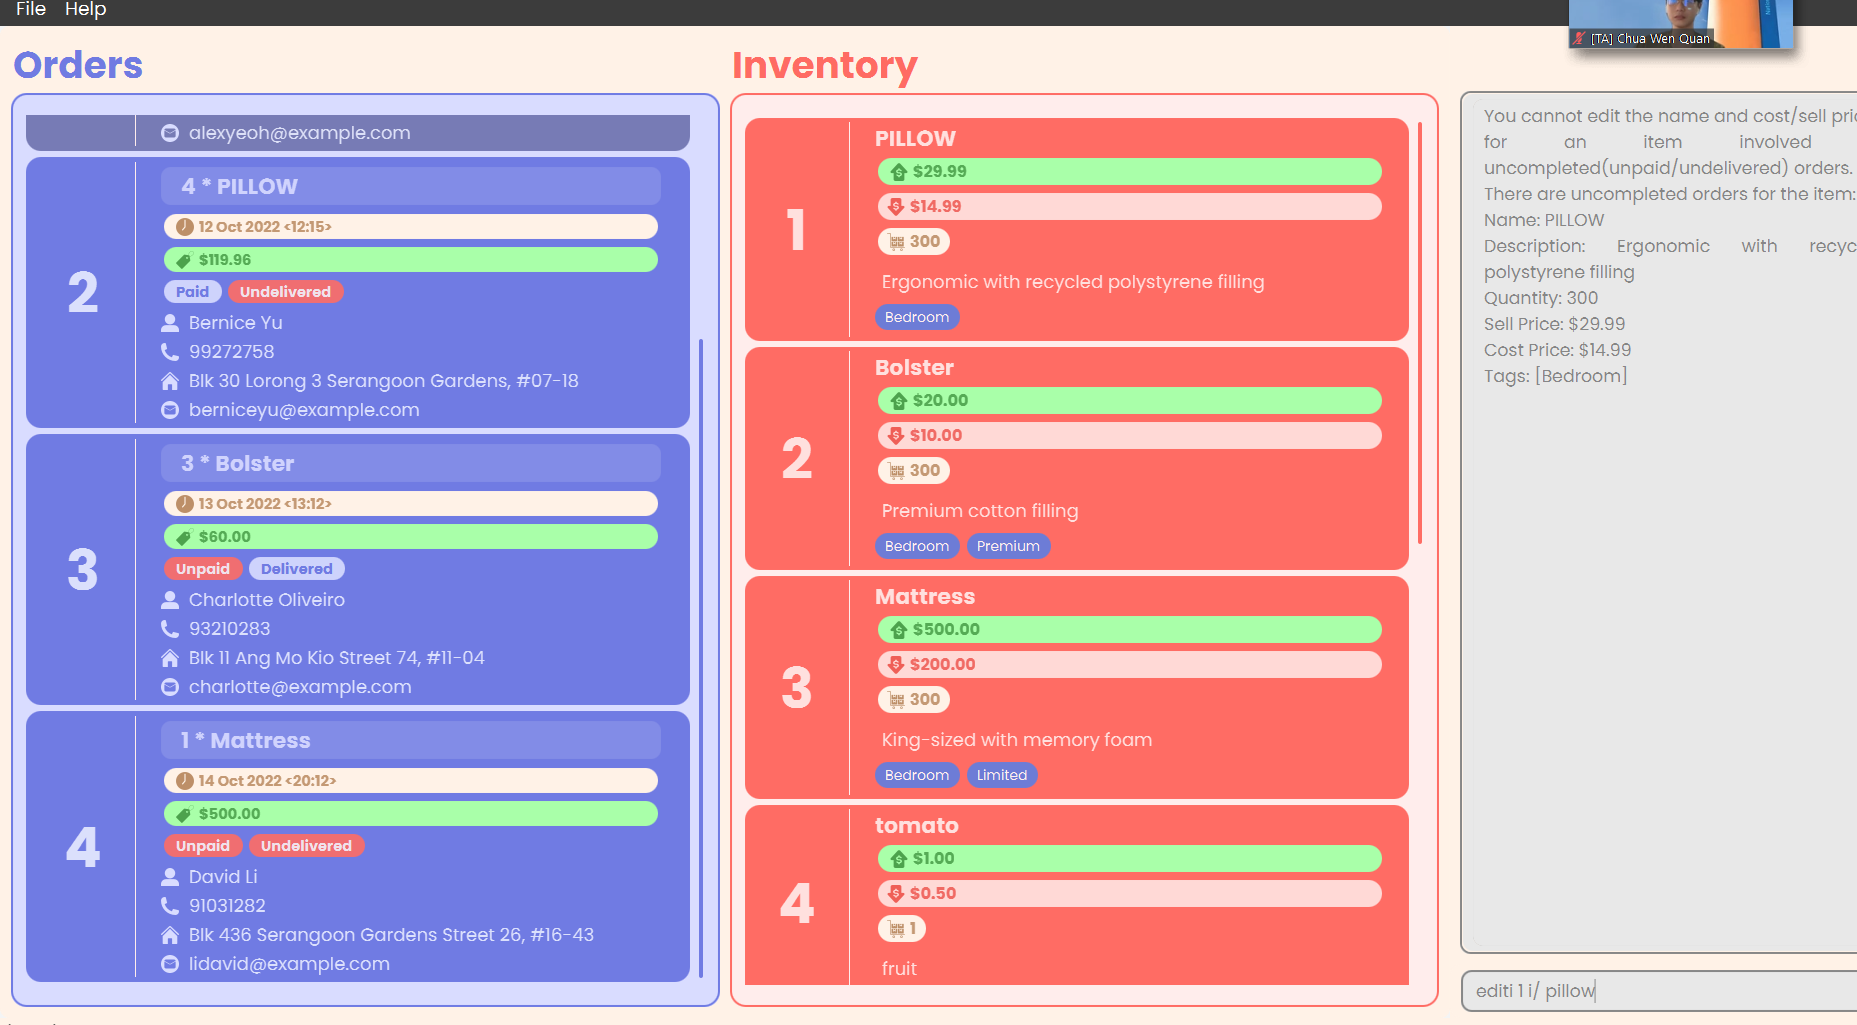 File Help
[TA] Chua Wen Quan
Orders
alexyeoh@example.com
2
4 * PILLOW
12 Oct 2022 <12:15>
$119.96
Paid Undelivered
Bernice Yu
99272758
Blk 30 Lorong 3 Serangoon Gardens, #07-18
berniceyu@example.com
3
3 * Bolster
13 Oct 2022 <13:12>
$60.00
Unpaid Delivered
Charlotte Oliveiro
93210283
Blk 11 Ang Mo Kio Street 74, #11-04
charlotte@example.com
4
1 * Mattress
14 Oct 2022 <20:12>
$500.00
Unpaid Undelivered
David Li
91031282
Blk 436 Serangoon Gardens Street 26, #16-43
lidavid@example.com
Inventory
1
PILLOW
$29.99
$14.99
300
Ergonomic with recycled polystyrene filling
Bedroom
2
Bolster
$20.00
$10.00
300
Premium cotton filling
Bedroom Premium
3
Mattress
$500.00
$200.00
300
King-sized with memory foam
Bedroom Limited
4
tomato
$1.00
$0.50
1
fruit
You cannot edit the name and cost/sell
for an item involved
uncompleted(unpaid/undelivered) orders.
There are uncompleted orders for the item:
Name: PILLOW
Description: Ergonomic with
polystyrene filling
Quantity: 300
Sell Price: $29.99
Cost Price: $14.99
Tags: [Bedroom]
editi 1 i/ pillow